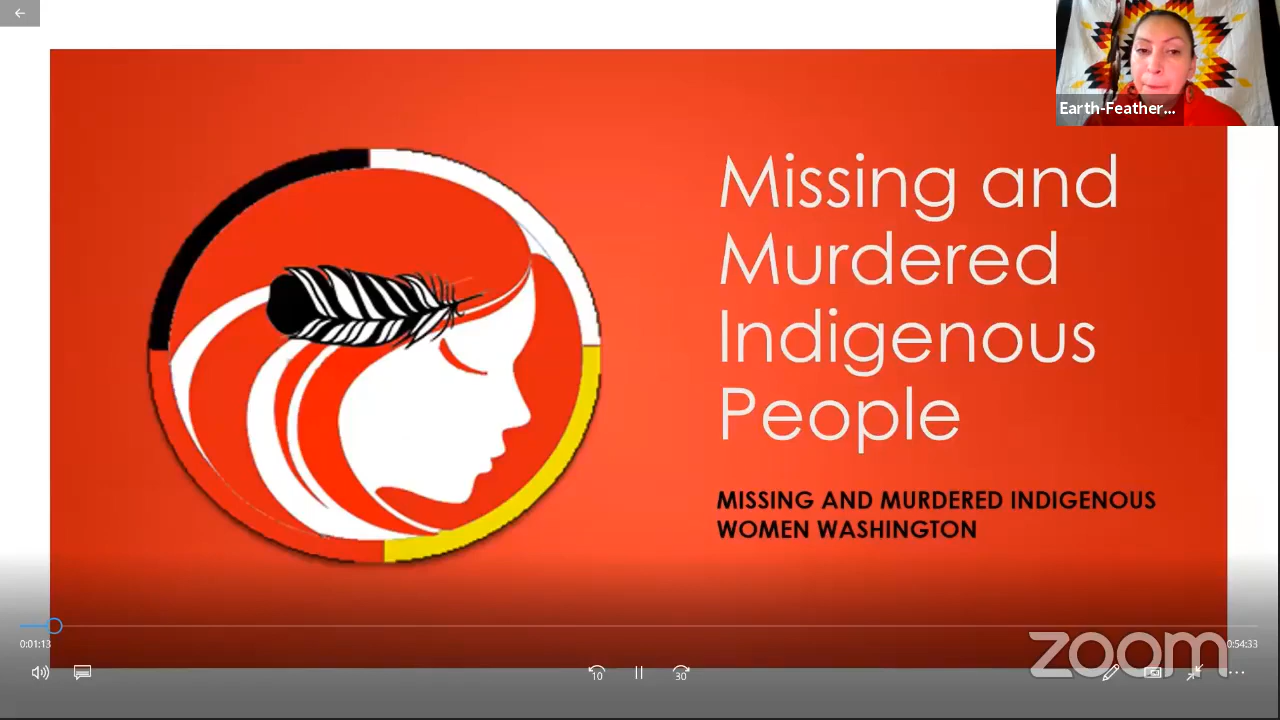 Earth-Feather...
Missing and
Murdered
Indigenous
People
MISSING AND MURDERED INDIGENOUS
WOMEN WASHINGTON
0:01:13
0:54:33
zoom
10
30